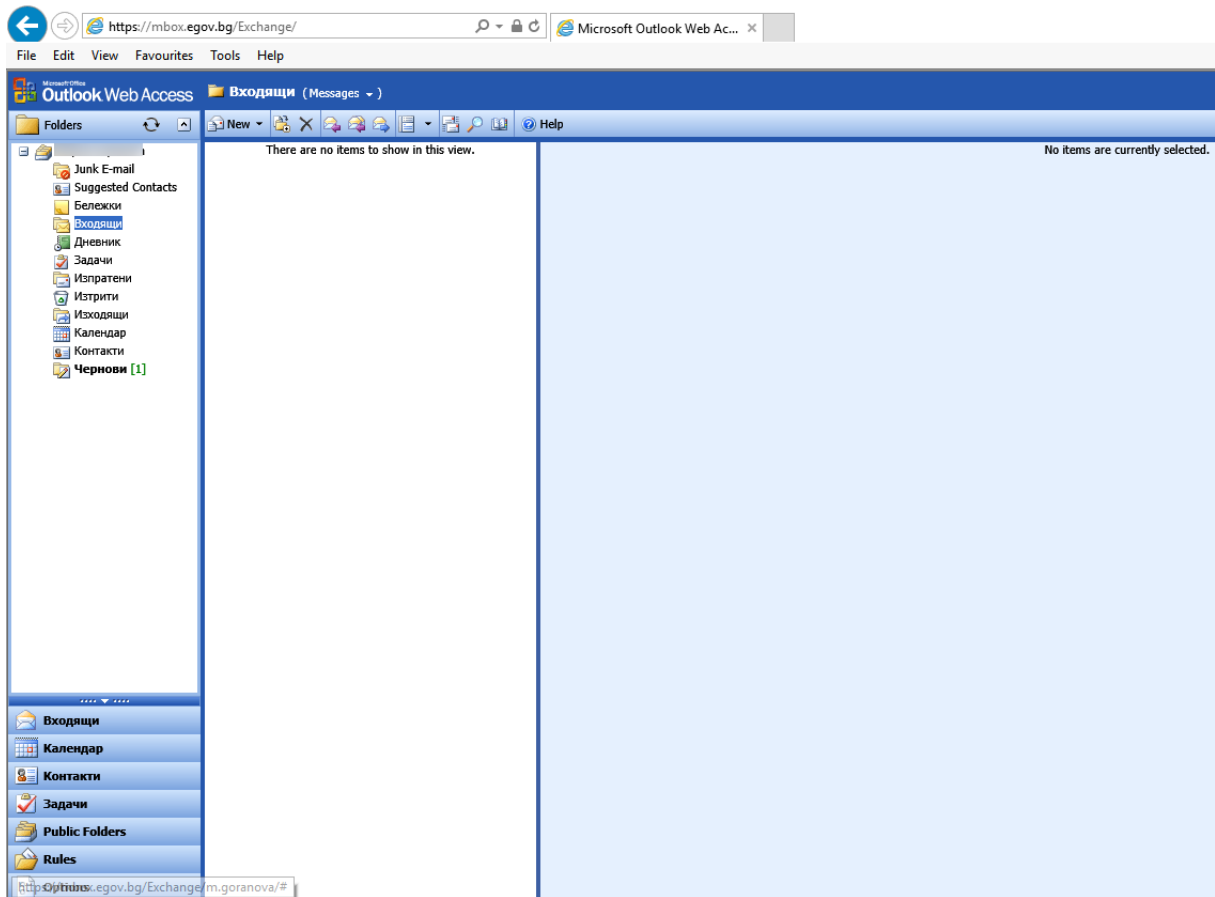 https://mbox.egov.bg/Exchange/
Microsoft Outlook Web Ac...
File Edit View Favourites Tools Help
Microsoft Office
Outlook Web Access
Входящи (Messages)
Folders
New
Help
There are no items to show in this view.
No items are currently selected.
Junk E-mail
Suggested Contacts
Бележки
Входящи
Дневник
Задачи
Изпратени
Изтрити
Изходящи
Календар
Контакти
Чернови [1]
Входящи
Календар
Контакти
Задачи
Public Folders
Rules
Options
https://mbox.egov.bg/Exchange/m.goranova/#